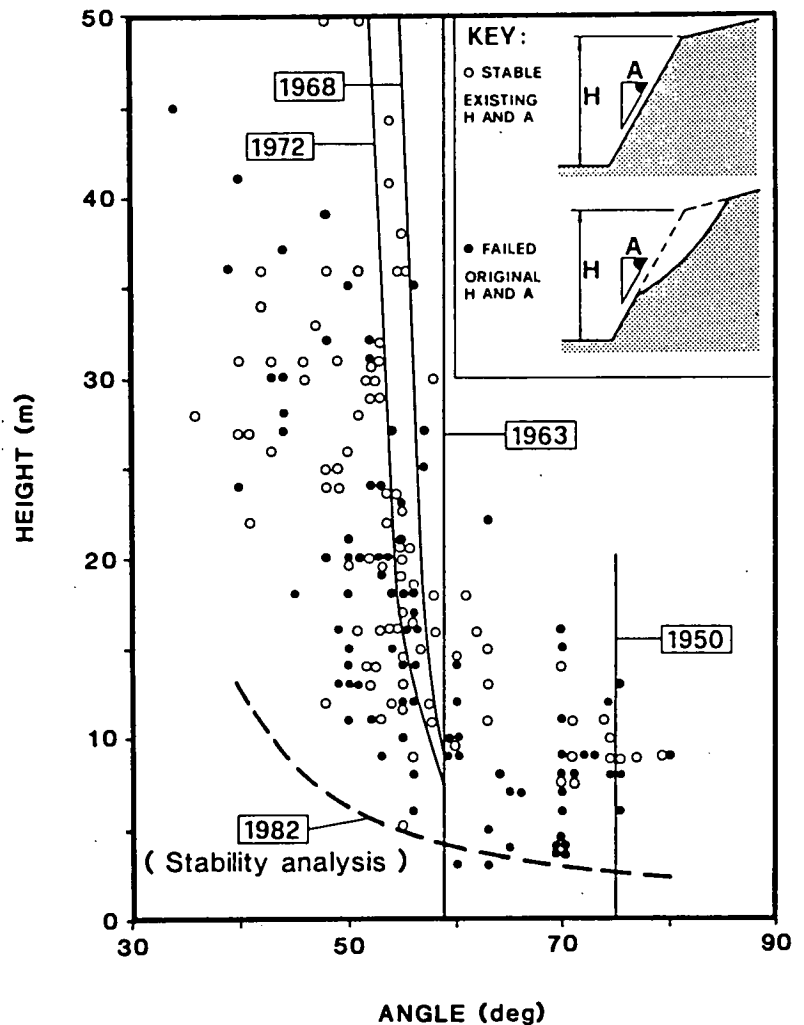 50
40
30
20
10
0
HEIGHT (m)
30
50
70
90
ANGLE (deg)
1968
1972
1963
1950
1982
( Stability analysis )
KEY:
○ STABLE
EXISTING
H AND A
H
A
● FAILED
ORIGINAL
H AND A
H
A